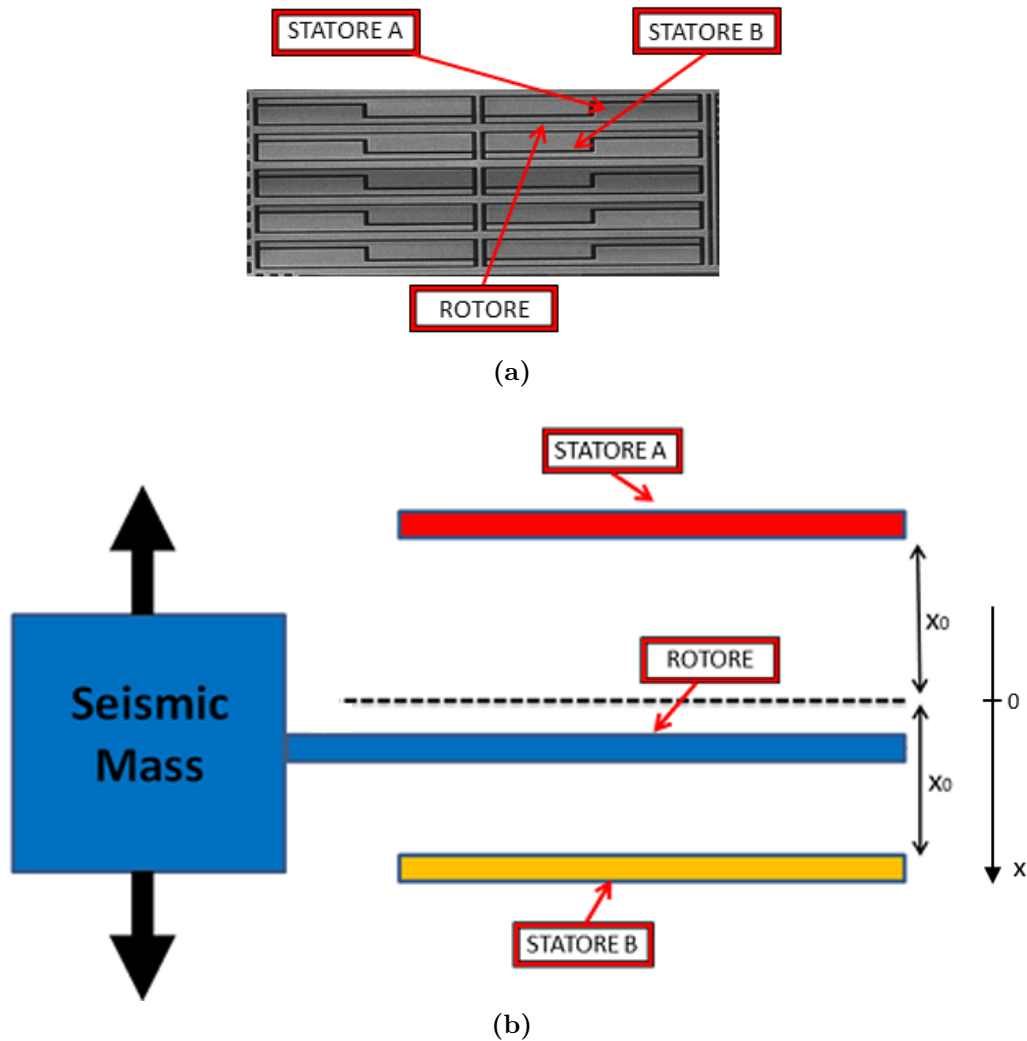 STATORE A
STATORE B
ROTORE
(a)
STATORE A
X0
ROTORE
0
Seismic
Mass
X0
X
STATORE B
(b)